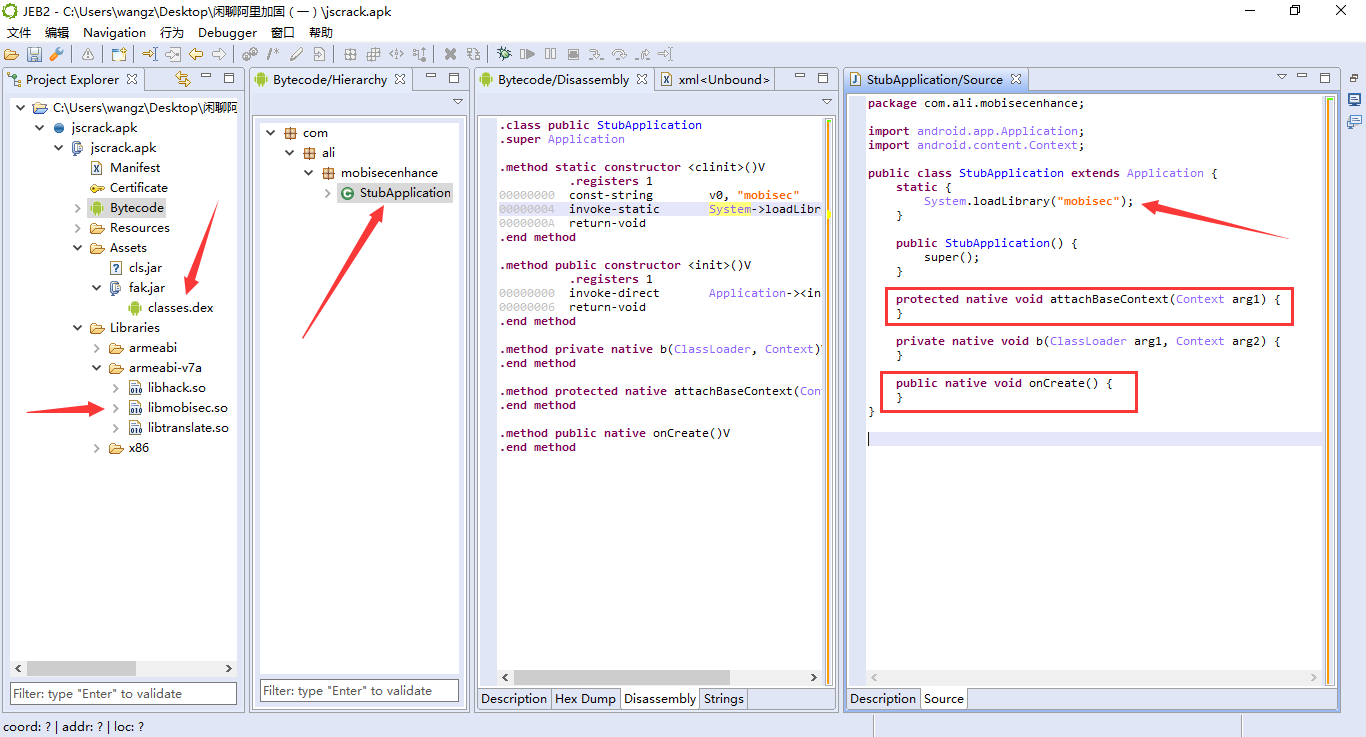 JEB2 - C:\Users\wangz\Desktop\闲聊阿里加固（一）\jscrack.apk
文件 编辑 Navigation 行为 Debugger 窗口 帮助
Project Explorer
C:\Users\wangz\Desktop\闲聊阿
jscrack.apk
jscrack.apk
Manifest
Certificate
Bytecode
Resources
Assets
cls.jar
fak.jar
classes.dex
Libraries
armeabi
armeabi-v7a
libhack.so
libmobisec.so
libtranslate.so
x86
Filter: type "Enter" to validate
Bytecode/Hierarchy
com
ali
mobisecenhance
StubApplication
Filter: type "Enter" to validate
Bytecode/Disassembly
xml<Unbound>
.class public StubApplication
.super Application
.method static constructor <clinit>()V
.registers 1
00000000 const-string v0, "mobisec"
00000004 invoke-static System->loadLibr
0000000A return-void
.end method
.method public constructor <init>()V
.registers 1
00000000 invoke-direct Application-><in
00000006 return-void
.end method
.method private native b(ClassLoader, Context)
.end method
.method protected native attachBaseContext(Con
.end method
.method public native onCreate()V
.end method
Description Hex Dump Disassembly Strings
StubApplication/Source
package com.ali.mobisecenhance;
import android.app.Application;
import android.content.Context;
public class StubApplication extends Application {
static {
System.loadLibrary("mobisec");
}
public StubApplication() {
super();
}
protected native void attachBaseContext(Context arg1) {
}
private native void b(ClassLoader arg1, Context arg2) {
}
public native void onCreate() {
}
}
Description Source
coord: ? | addr: ? | loc: ?